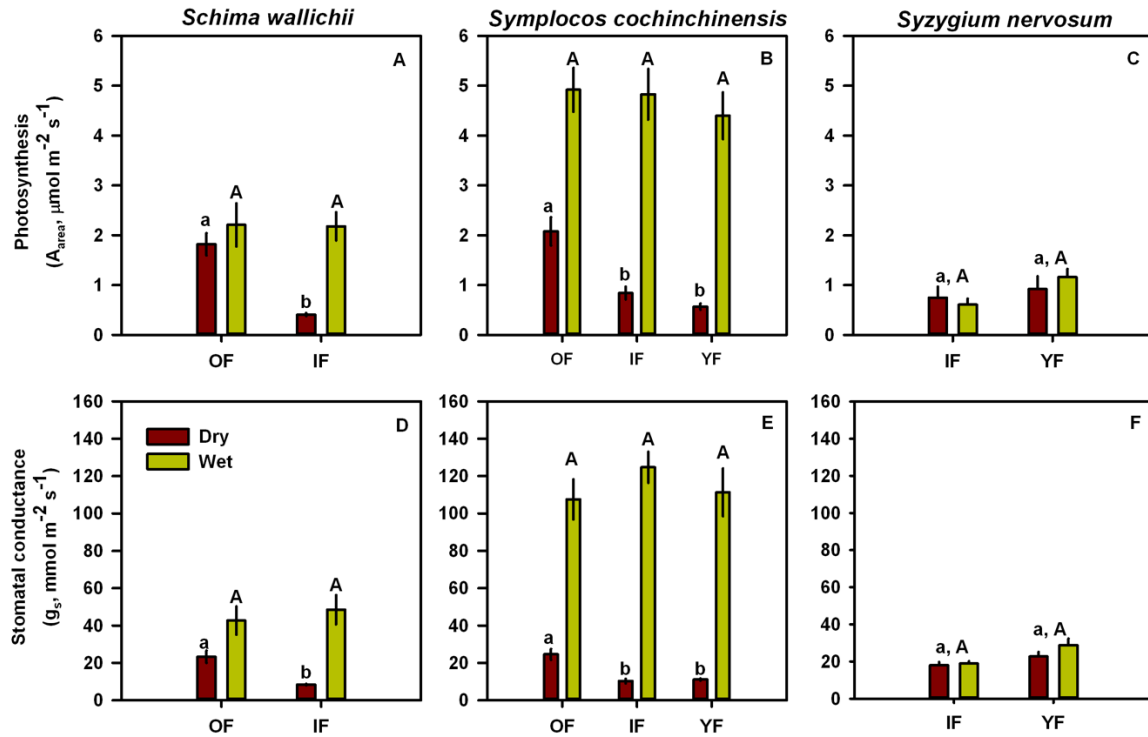 Schima wallichii
Symplocos cochinchinensis
Syzygium nervosum
Photosynthesis
(A_area, μmol m⁻² s⁻¹)
6
5
4
3
2
1
0
A
a
A
b
A
OF
IF
6
5
4
3
2
1
0
B
a
A
b
A
b
A
OF
IF
YF
6
5
4
3
2
1
0
C
a, A
a, A
IF
YF
Stomatal conductance
(g_s, mmol m⁻² s⁻¹)
160
140
120
100
80
60
40
20
0
D
Dry
Wet
a
A
b
A
OF
IF
160
140
120
100
80
60
40
20
0
E
a
A
b
A
b
A
OF
IF
YF
160
140
120
100
80
60
40
20
0
F
a, A
a, A
IF
YF